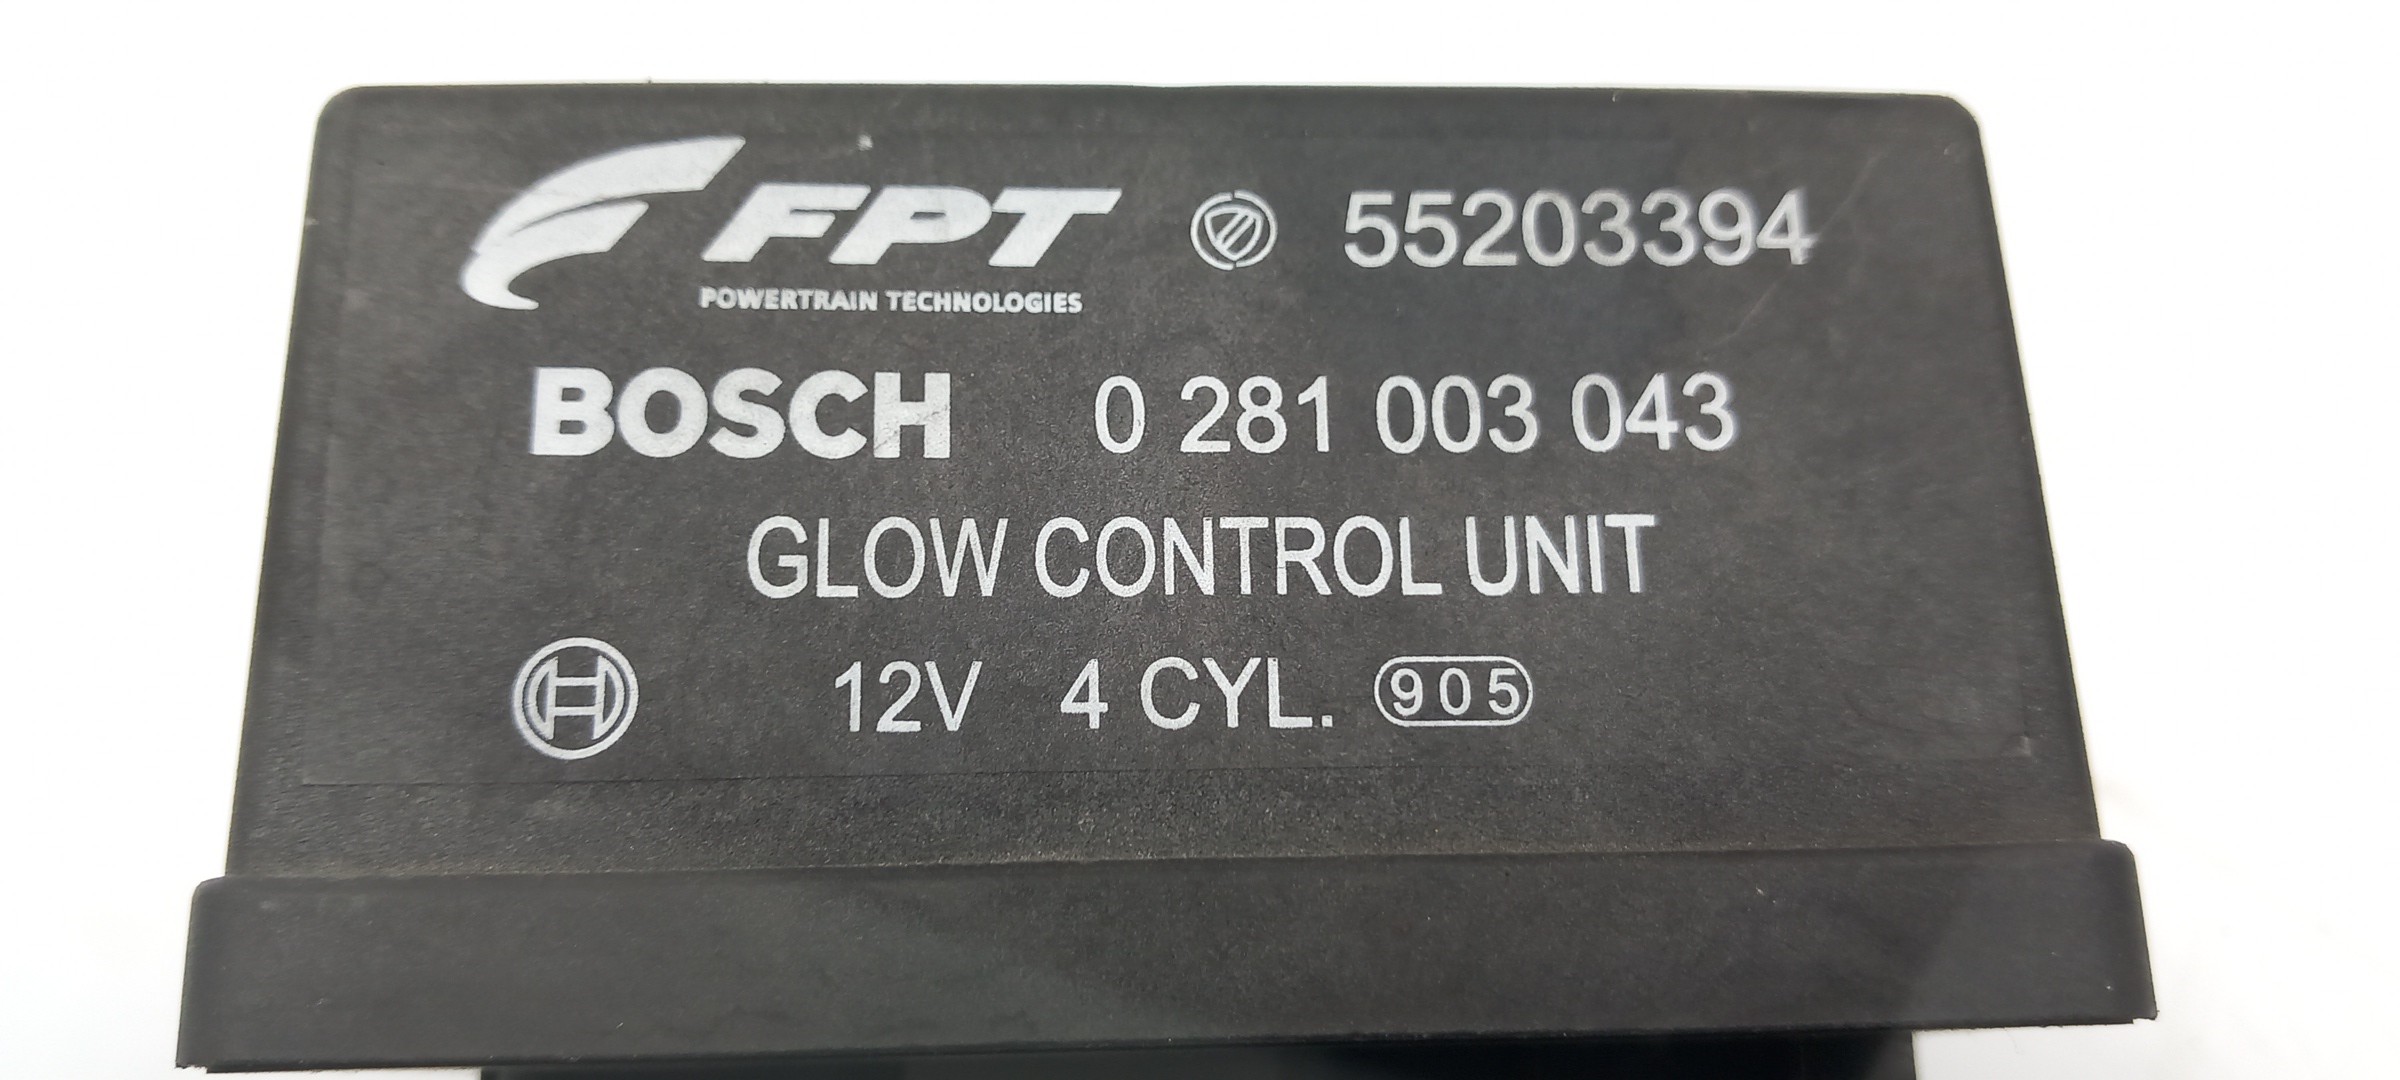 FPT 55203394
POWERTRAIN TECHNOLOGIES
BOSCH 0 281 003 043
GLOW CONTROL UNIT
12V 4 CYL. 905